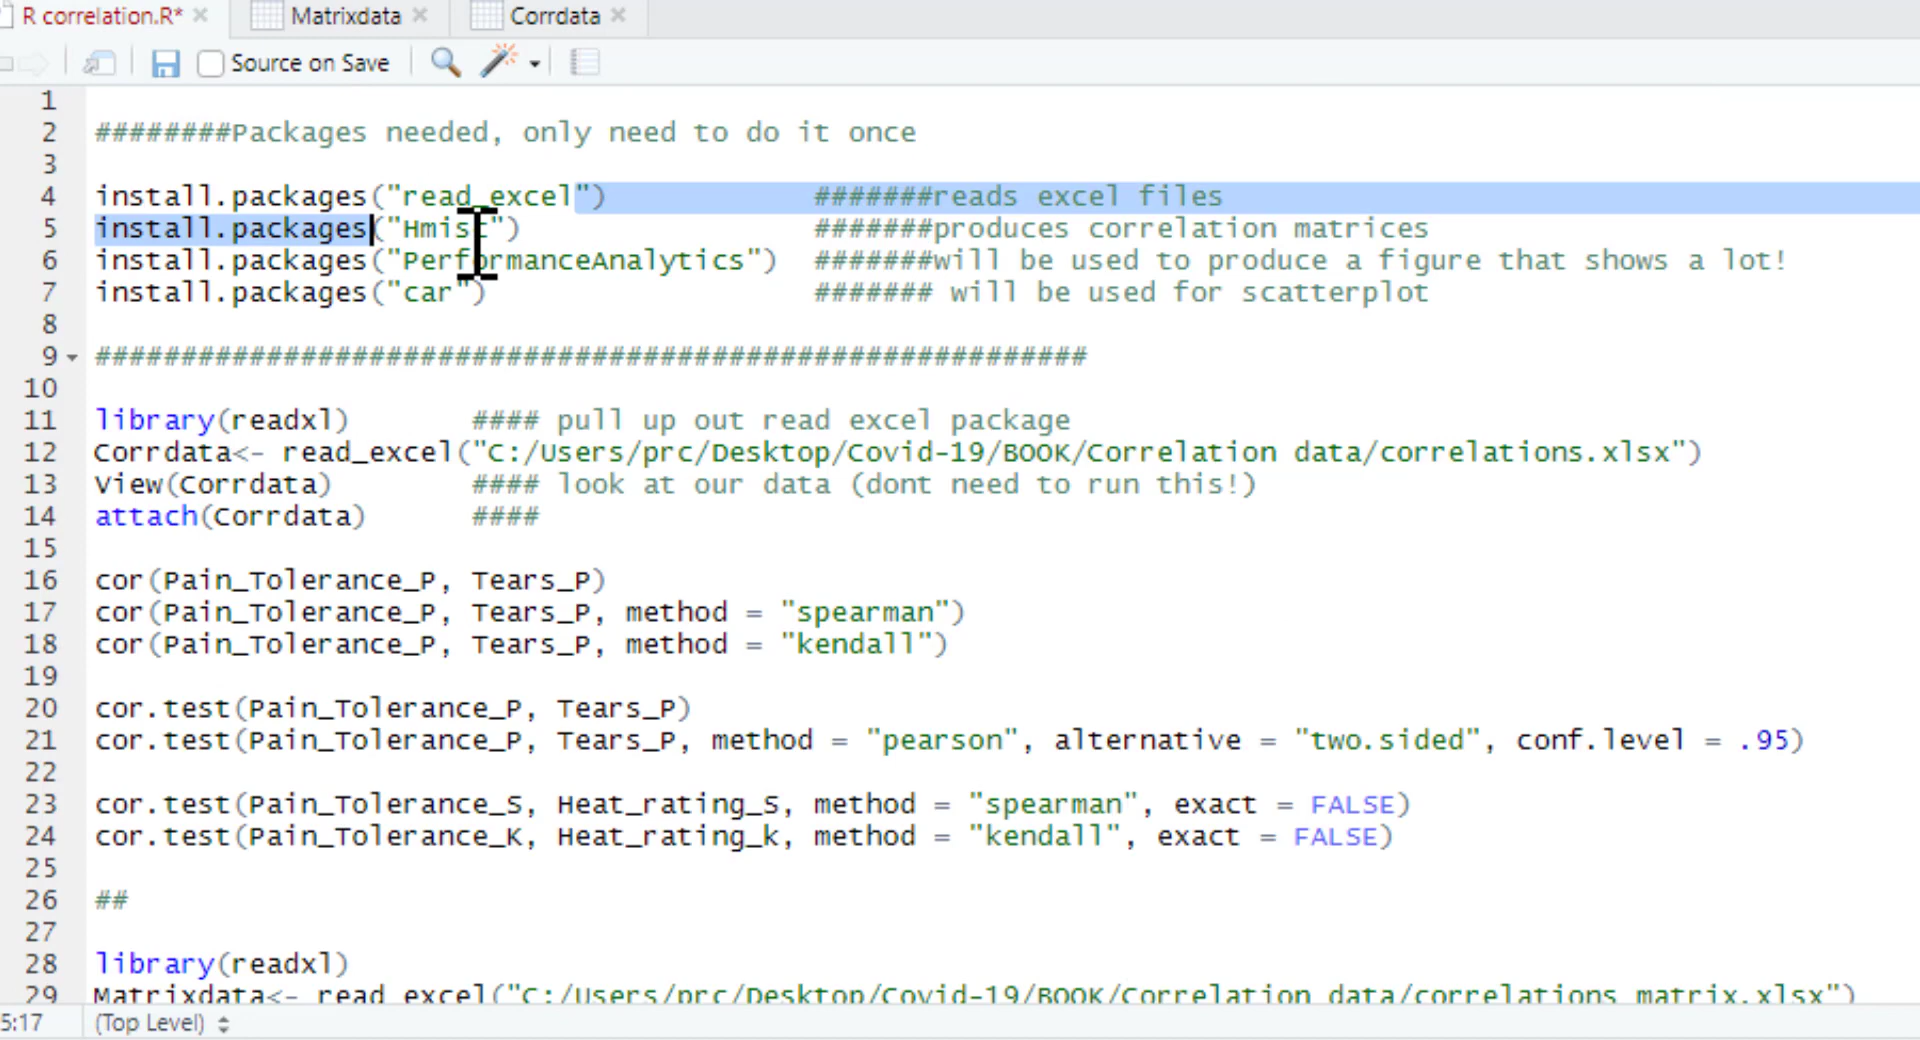 R correlation.R* Matrixdata Corrdata
Source on Save
1
2 ########Packages needed, only need to do it once
3
4 install.packages("read_excel") #######reads excel files
5 install.packages("Hmisc") #######produces correlation matrices
6 install.packages("PerformanceAnalytics") #######will be used to produce a figure that shows a lot!
7 install.packages("car") ####### will be used for scatterplot
8
9 ##########################################################
10
11 library(readxl) #### pull up out read excel package
12 Corrdata<- read_excel("C:/Users/prc/Desktop/Covid-19/BOOK/Correlation data/correlations.xlsx")
13 View(Corrdata) #### look at our data (dont need to run this!)
14 attach(Corrdata) ####
15
16 cor(Pain_Tolerance_P, Tears_P)
17 cor(Pain_Tolerance_P, Tears_P, method = "spearman")
18 cor(Pain_Tolerance_P, Tears_P, method = "kendall")
19
20 cor.test(Pain_Tolerance_P, Tears_P)
21 cor.test(Pain_Tolerance_P, Tears_P, method = "pearson", alternative = "two.sided", conf.level = .95)
22
23 cor.test(Pain_Tolerance_S, Heat_rating_S, method = "spearman", exact = FALSE)
24 cor.test(Pain_Tolerance_K, Heat_rating_k, method = "kendall", exact = FALSE)
25
26 ##
27
28 library(readxl)
29 Matrixdata<- read_excel("C:/Users/prc/Desktop/Covid-19/BOOK/Correlation data/correlations matrix.xlsx")
5:17 (Top Level)